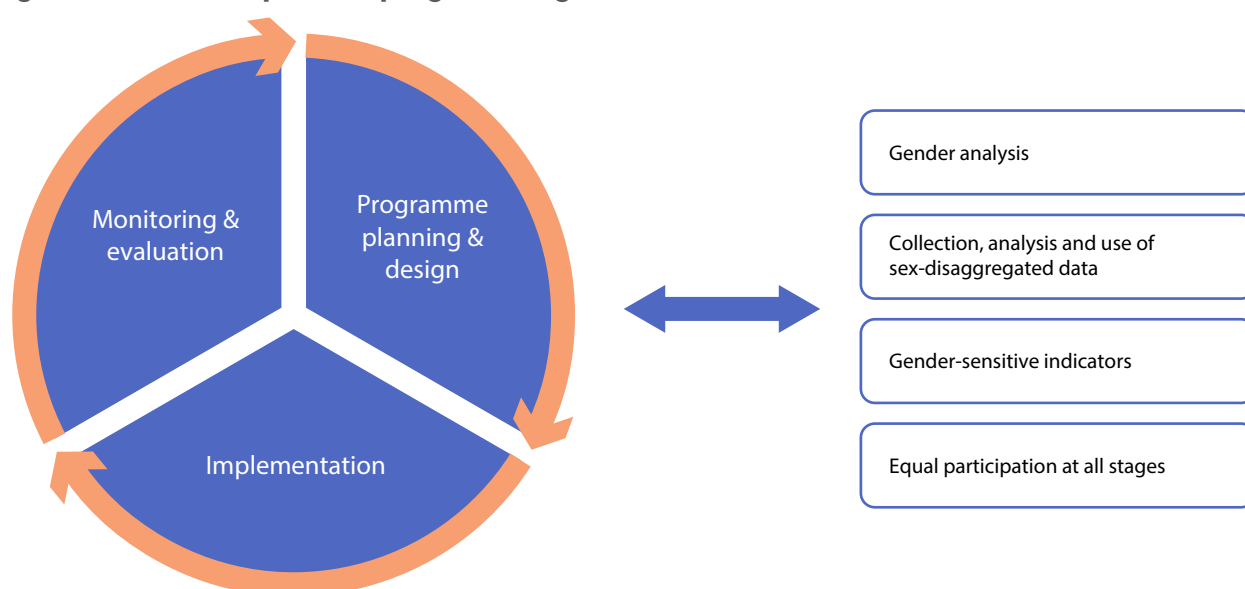 Monitoring &
evaluation
Programme
planning &
design
Implementation
Gender analysis
Collection, analysis and use of
sex-disaggregated data
Gender-sensitive indicators
Equal participation at all stages